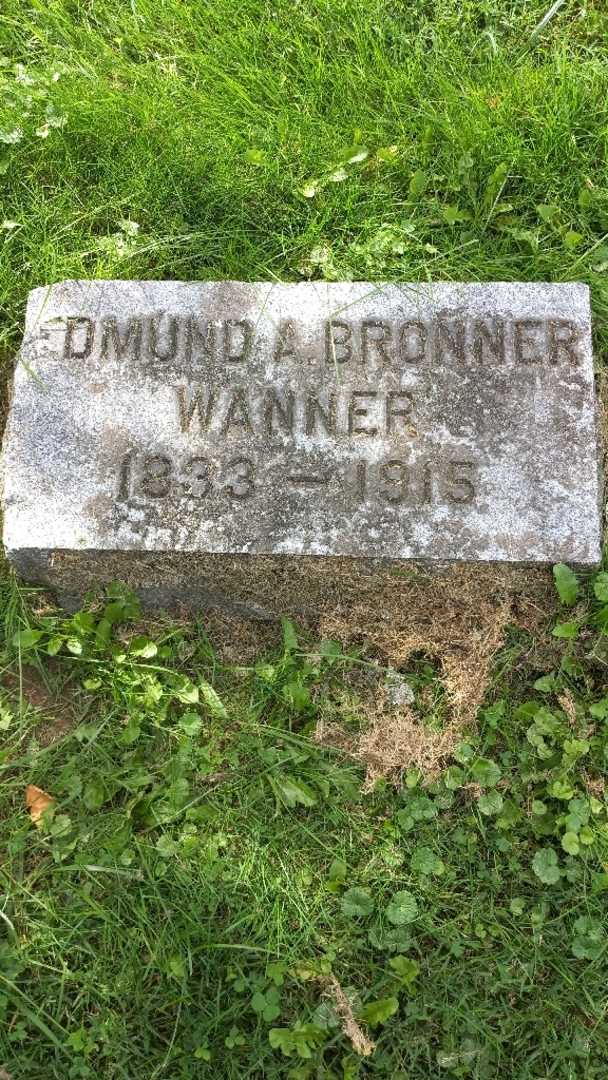 EDMUND A. BRONNER
WANNER
1833 — 1915